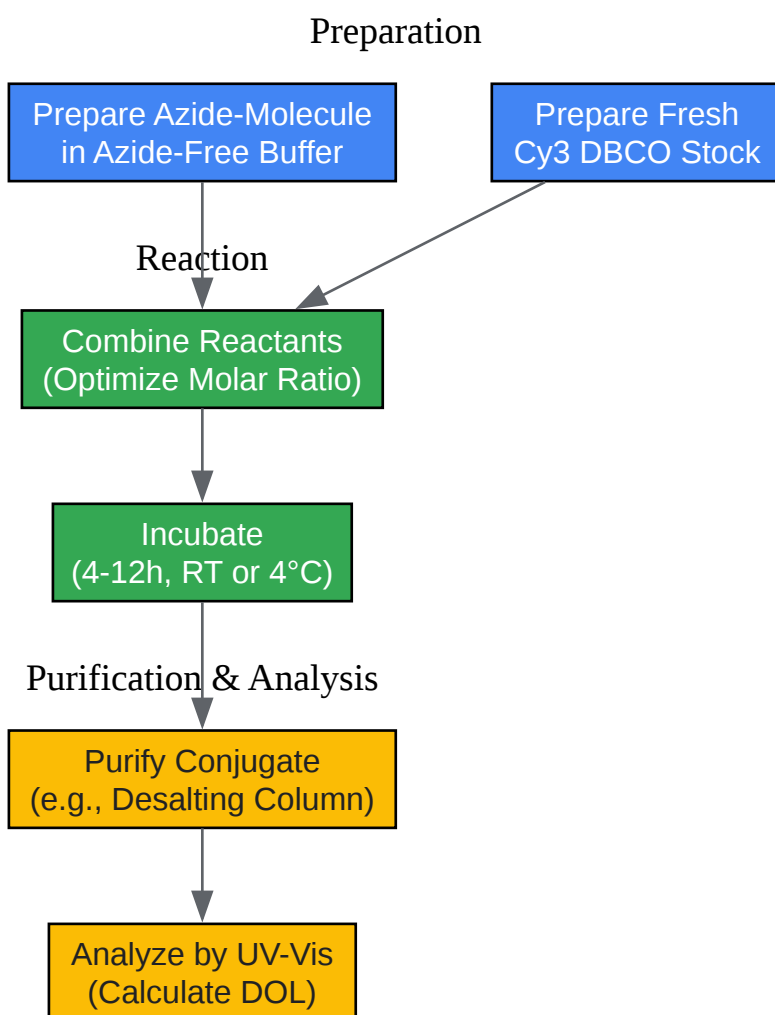 Preparation
Prepare Azide-Molecule
in Azide-Free Buffer
Prepare Fresh
Cy3 DBCO Stock
Reaction
Combine Reactants
(Optimize Molar Ratio)
Incubate
(4-12h, RT or 4°C)
Purification & Analysis
Purify Conjugate
(e.g., Desalting Column)
Analyze by UV-Vis
(Calculate DOL)